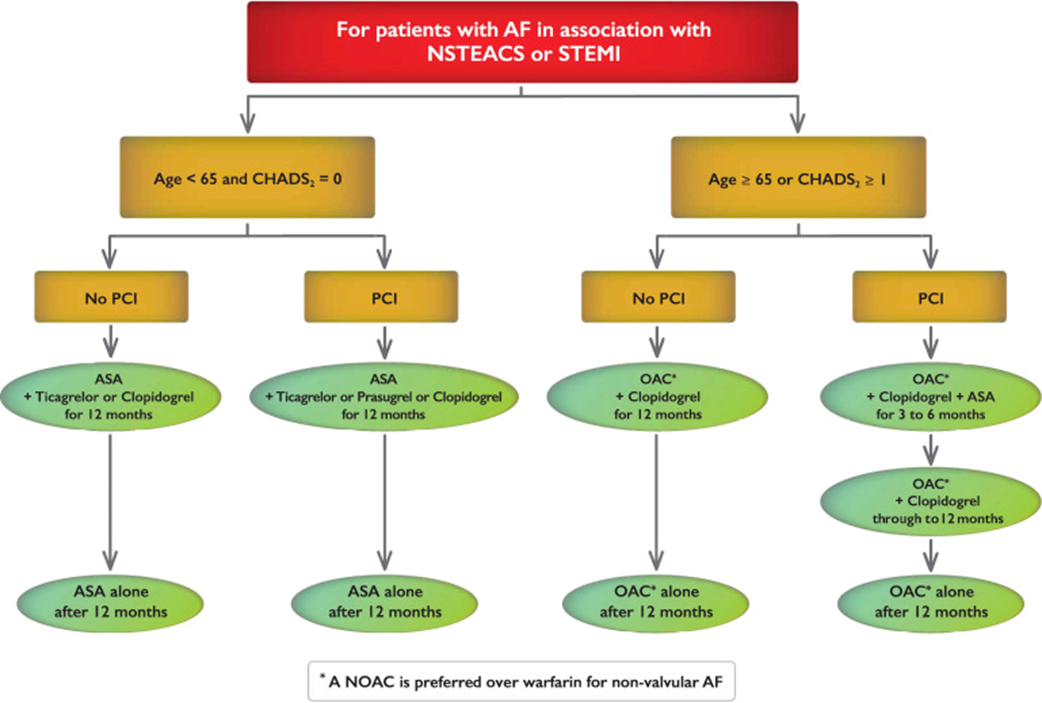 For patients with AF in association with
NSTEACS or STEMI
Age < 65 and CHADS₂ = 0
Age ≥ 65 or CHADS₂ ≥ 1
No PCI
PCI
No PCI
PCI
ASA
+ Ticagrelor or Clopidogrel
for 12 months
ASA
+ Ticagrelor or Prasugrel or Clopidogrel
for 12 months
OAC*
+ Clopidogrel
for 12 months
OAC*
+ Clopidogrel + ASA
for 3 to 6 months
OAC*
+ Clopidogrel
through to 12 months
ASA alone
after 12 months
ASA alone
after 12 months
OAC* alone
after 12 months
OAC* alone
after 12 months
* A NOAC is preferred over warfarin for non-valvular AF